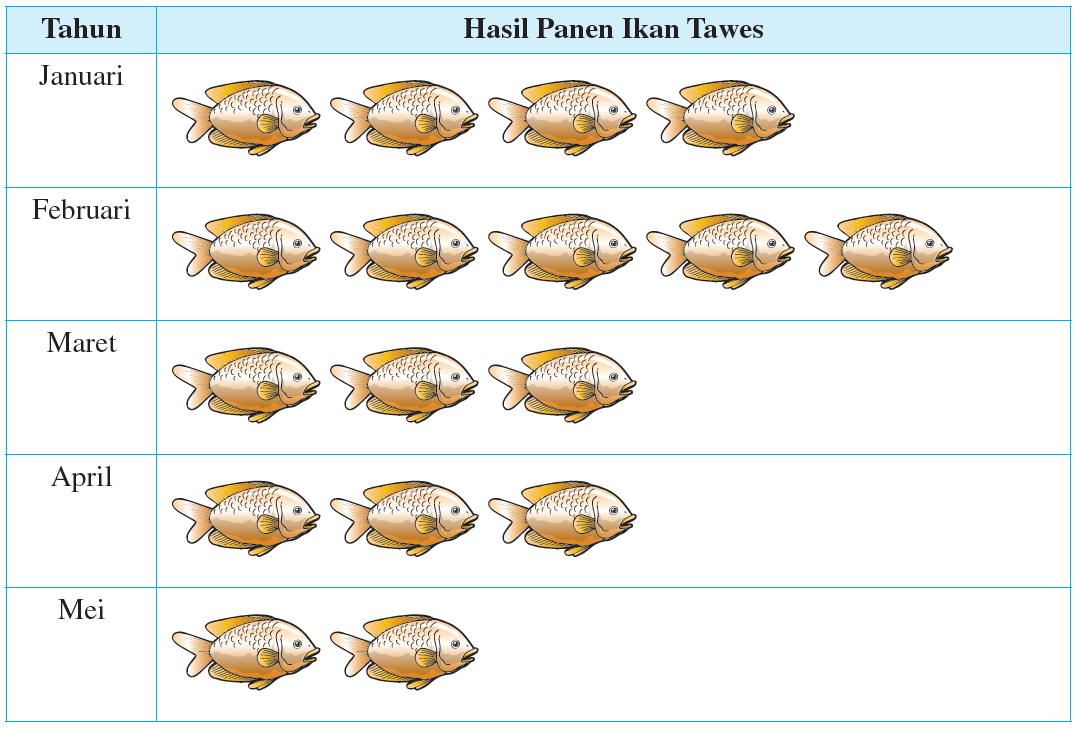 Tahun
Hasil Panen Ikan Tawes
Januari
Februari
Maret
April
Mei